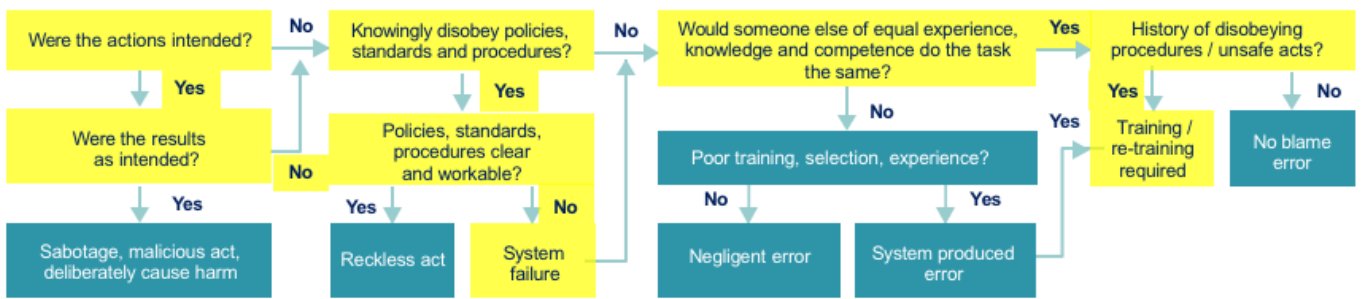 Were the actions intended?
No
Knowingly disobey policies,
standards and procedures?
No
Would someone else of equal experience,
knowledge and competence do the task
the same?
Yes
History of disobeying
procedures / unsafe acts?
Yes
Yes
No
Yes
No
Were the results
as intended?
No
Policies, standards,
procedures clear
and workable?
Poor training, selection, experience?
Yes
Training /
re-training
required
No blame
error
Yes
Yes
No
No
Yes
Sabotage, malicious act,
deliberately cause harm
Reckless act
System
failure
Negligent error
System produced
error